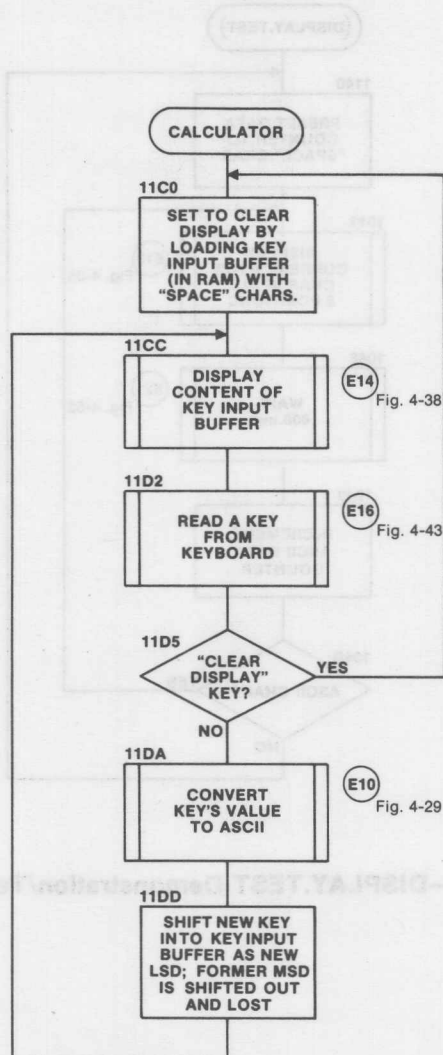 CALCULATOR
11C0
SET TO CLEAR
DISPLAY BY
LOADING KEY
INPUT BUFFER
(IN RAM) WITH
“SPACE” CHARS.
11CC
DISPLAY
CONTENT OF
KEY INPUT
BUFFER
E14
Fig. 4-38
11D2
READ A KEY
FROM
KEYBOARD
E16
Fig. 4-43
11D5
“CLEAR
DISPLAY”
KEY?
YES
NO
11DA
CONVERT
KEY'S VALUE
TO ASCII
E10
Fig. 4-29
11DD
SHIFT NEW KEY
INTO KEY INPUT
BUFFER AS NEW
LSD; FORMER MSD
IS SHIFTED OUT
AND LOST